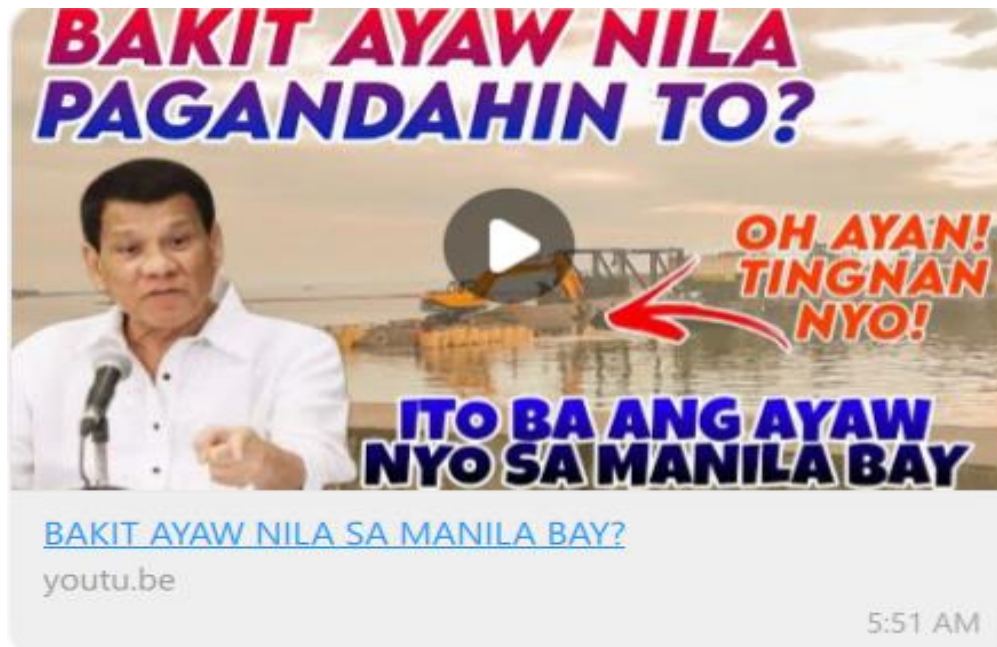 BAKIT AYAW NILA
PAGANDAHIN TO?
OH AYAN!
TINGNAN
NYO!
ITO BA ANG AYAW
NYO SA MANILA BAY
BAKIT AYAW NILA SA MANILA BAY?
youtu.be
5:51 AM